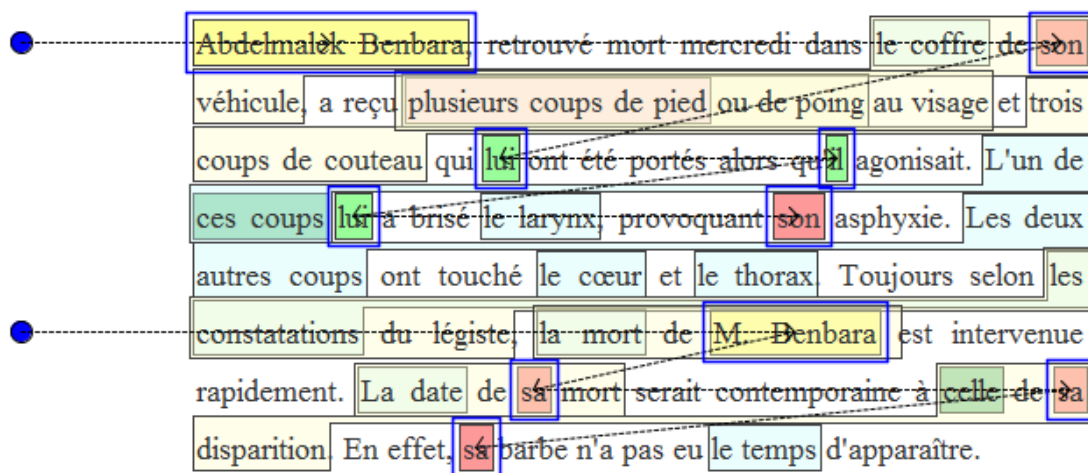 Abdelmalek Benbara, retrouvé mort mercredi dans le coffre de son
véhicule, a reçu plusieurs coups de pied ou de poing au visage et trois
coups de couteau qui lui ont été portés alors qu'il agonisait. L'un de
ces coups lui a brisé le larynx, provoquant son asphyxie. Les deux
autres coups ont touché le cœur et le thorax. Toujours selon les
constatations du légiste, la mort de M. Benbara est intervenue
rapidement. La date de sa mort serait contemporaine à celle de sa
disparition. En effet, sa barbe n'a pas eu le temps d'apparaître.